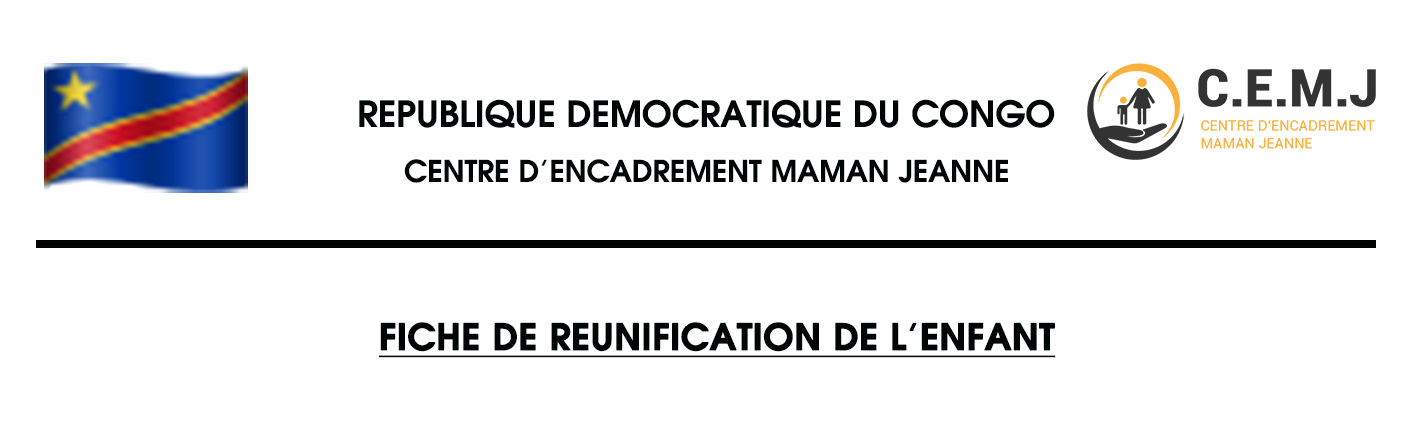 REPUBLIQUE DEMOCRATIQUE DU CONGO
CENTRE D'ENCADREMENT MAMAN JEANNE
C.E.M.J
CENTRE D'ENCADREMENT
MAMAN JEANNE
FICHE DE REUNIFICATION DE L'ENFANT